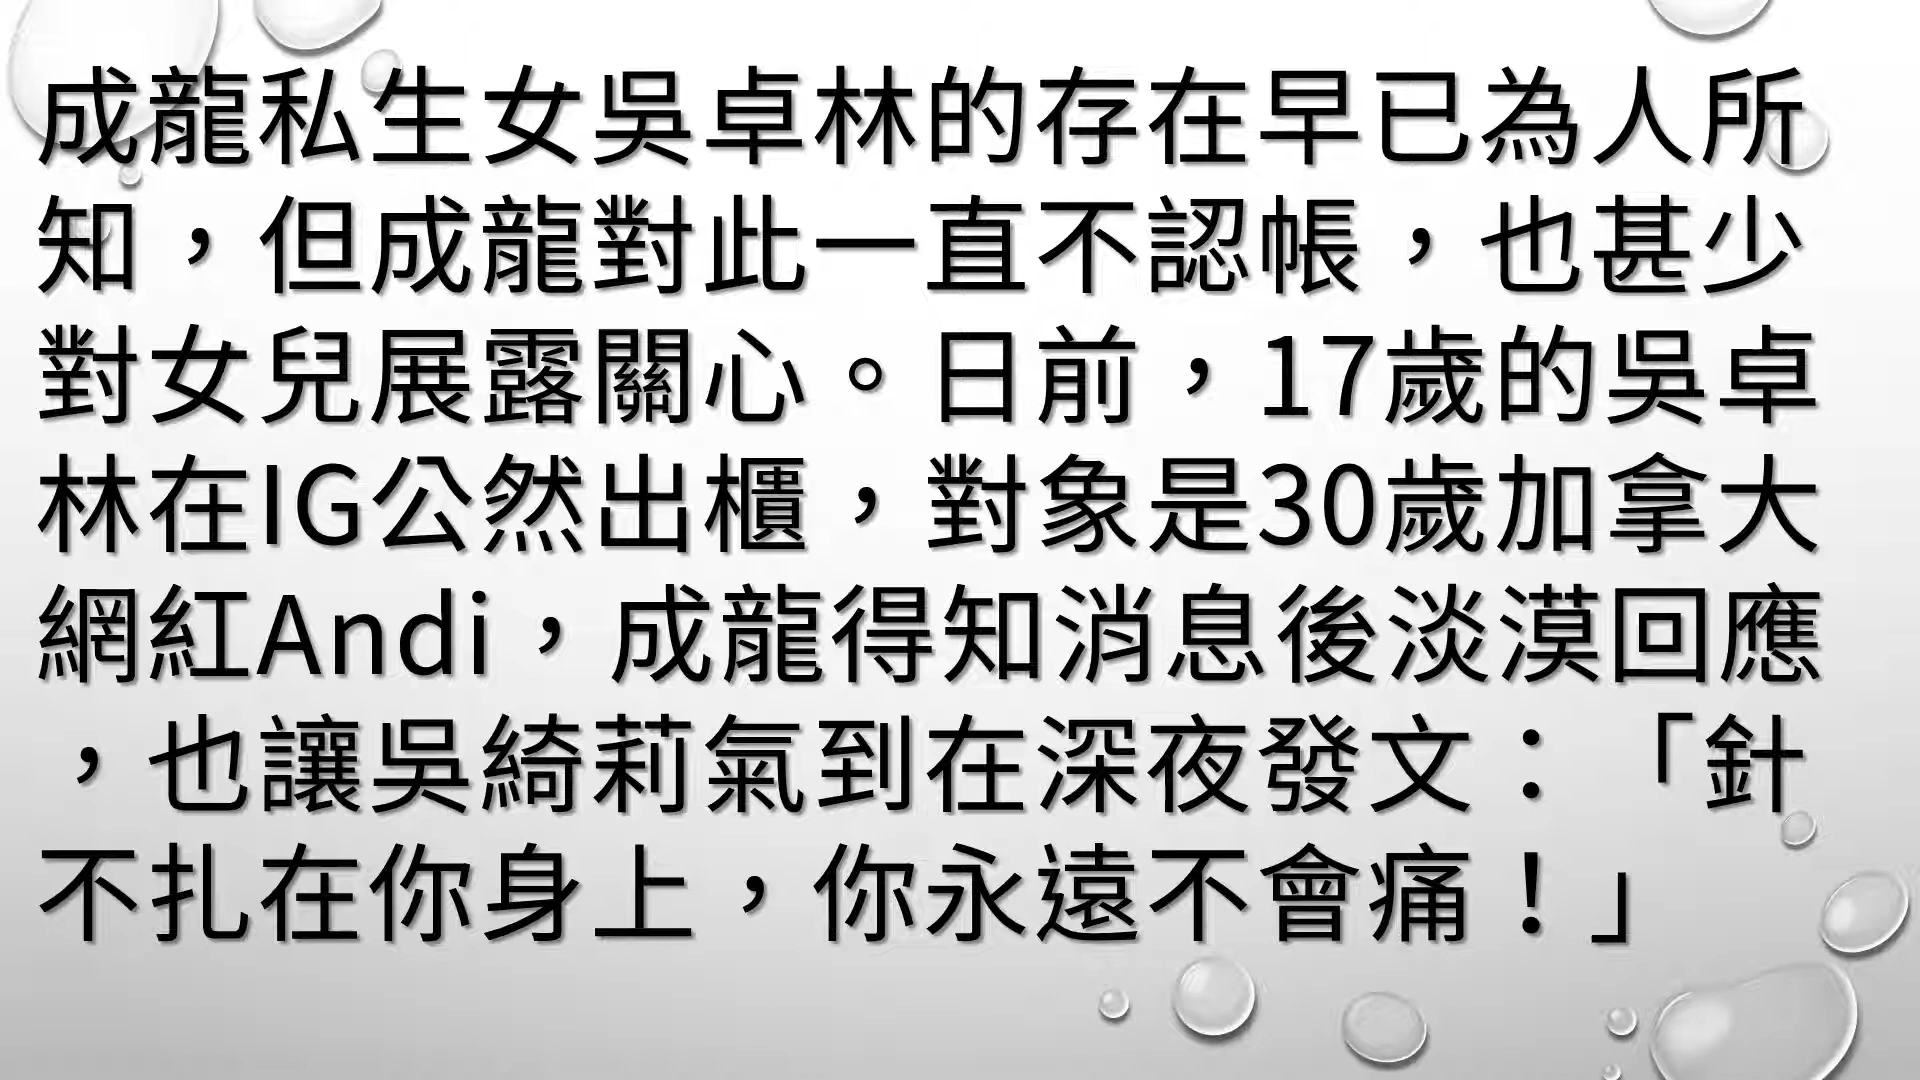 成龍私生女吳卓林的存在早已為人所
知，但成龍對此一直不認帳，也甚少
對女兒展露關心。日前，17歲的吳卓
林在IG公然出櫃，對象是30歲加拿大
網紅Andi，成龍得知消息後淡漠回應
，也讓吳綺莉氣到在深夜發文：「針
不扎在你身上，你永遠不會痛！」